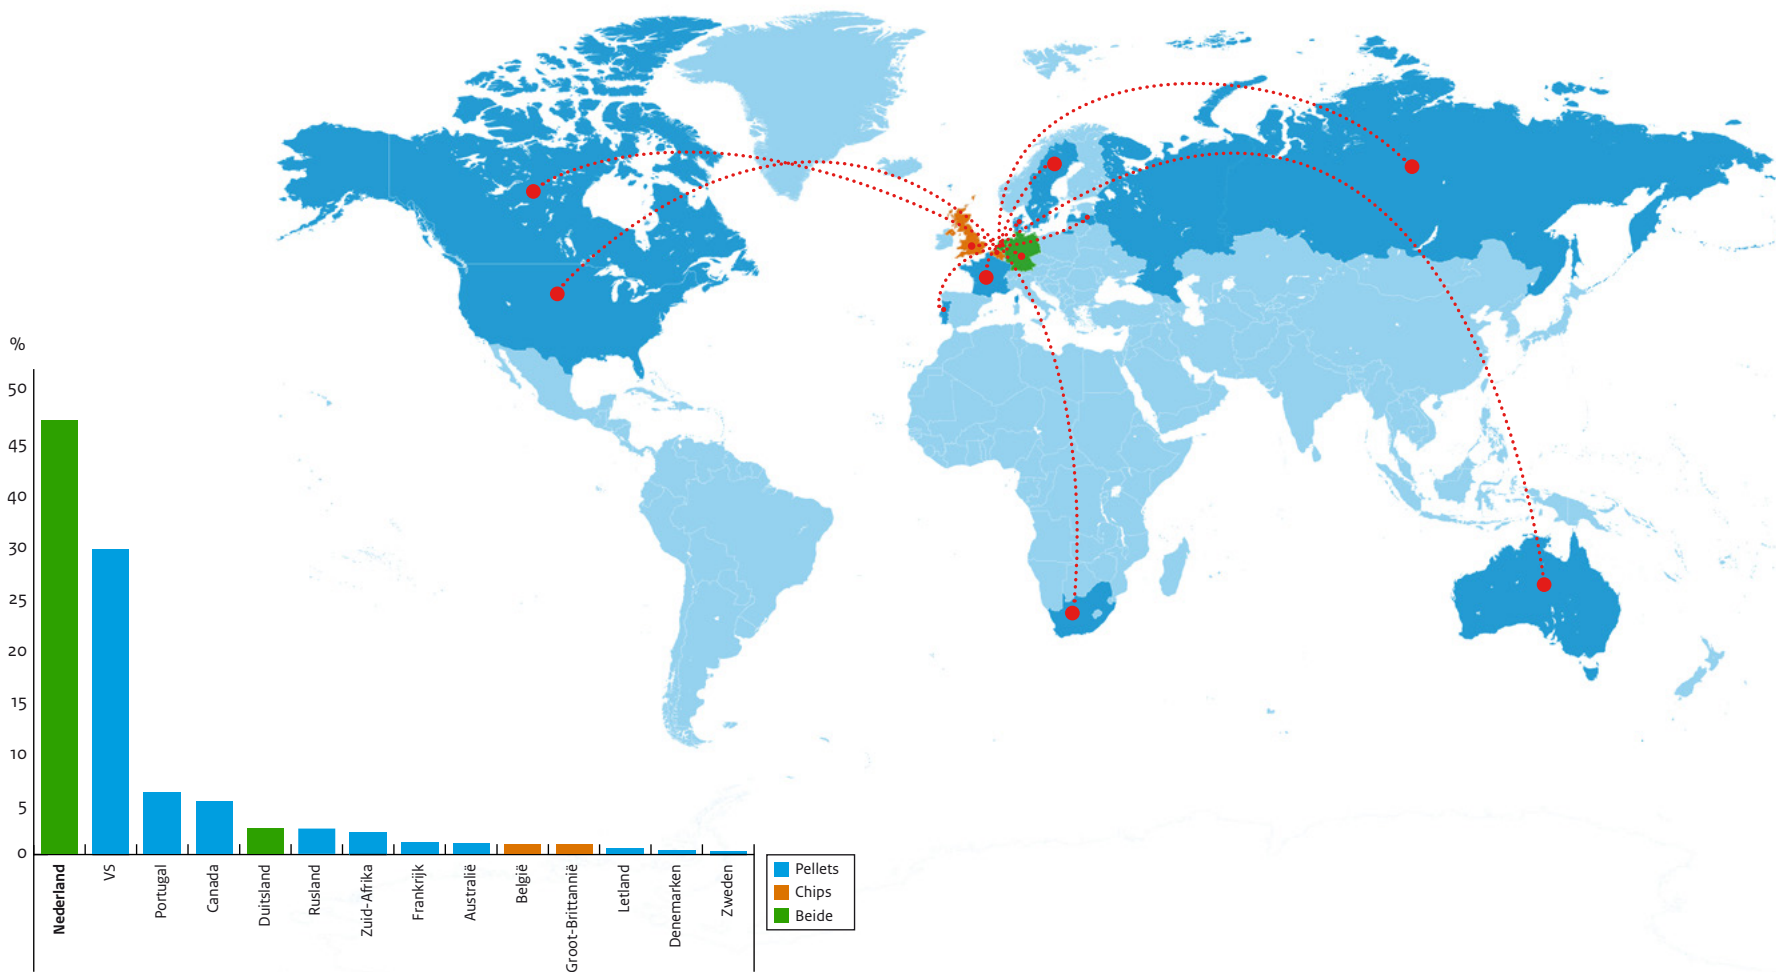 %
50
45
40
30
25
20
15
10
5
0
Nederland
VS
Portugal
Canada
Duitsland
Rusland
Zuid-Afrika
Frankrijk
Australië
België
Groot-Brittannië
Letland
Denemarken
Zweden
Pellets
Chips
Beide